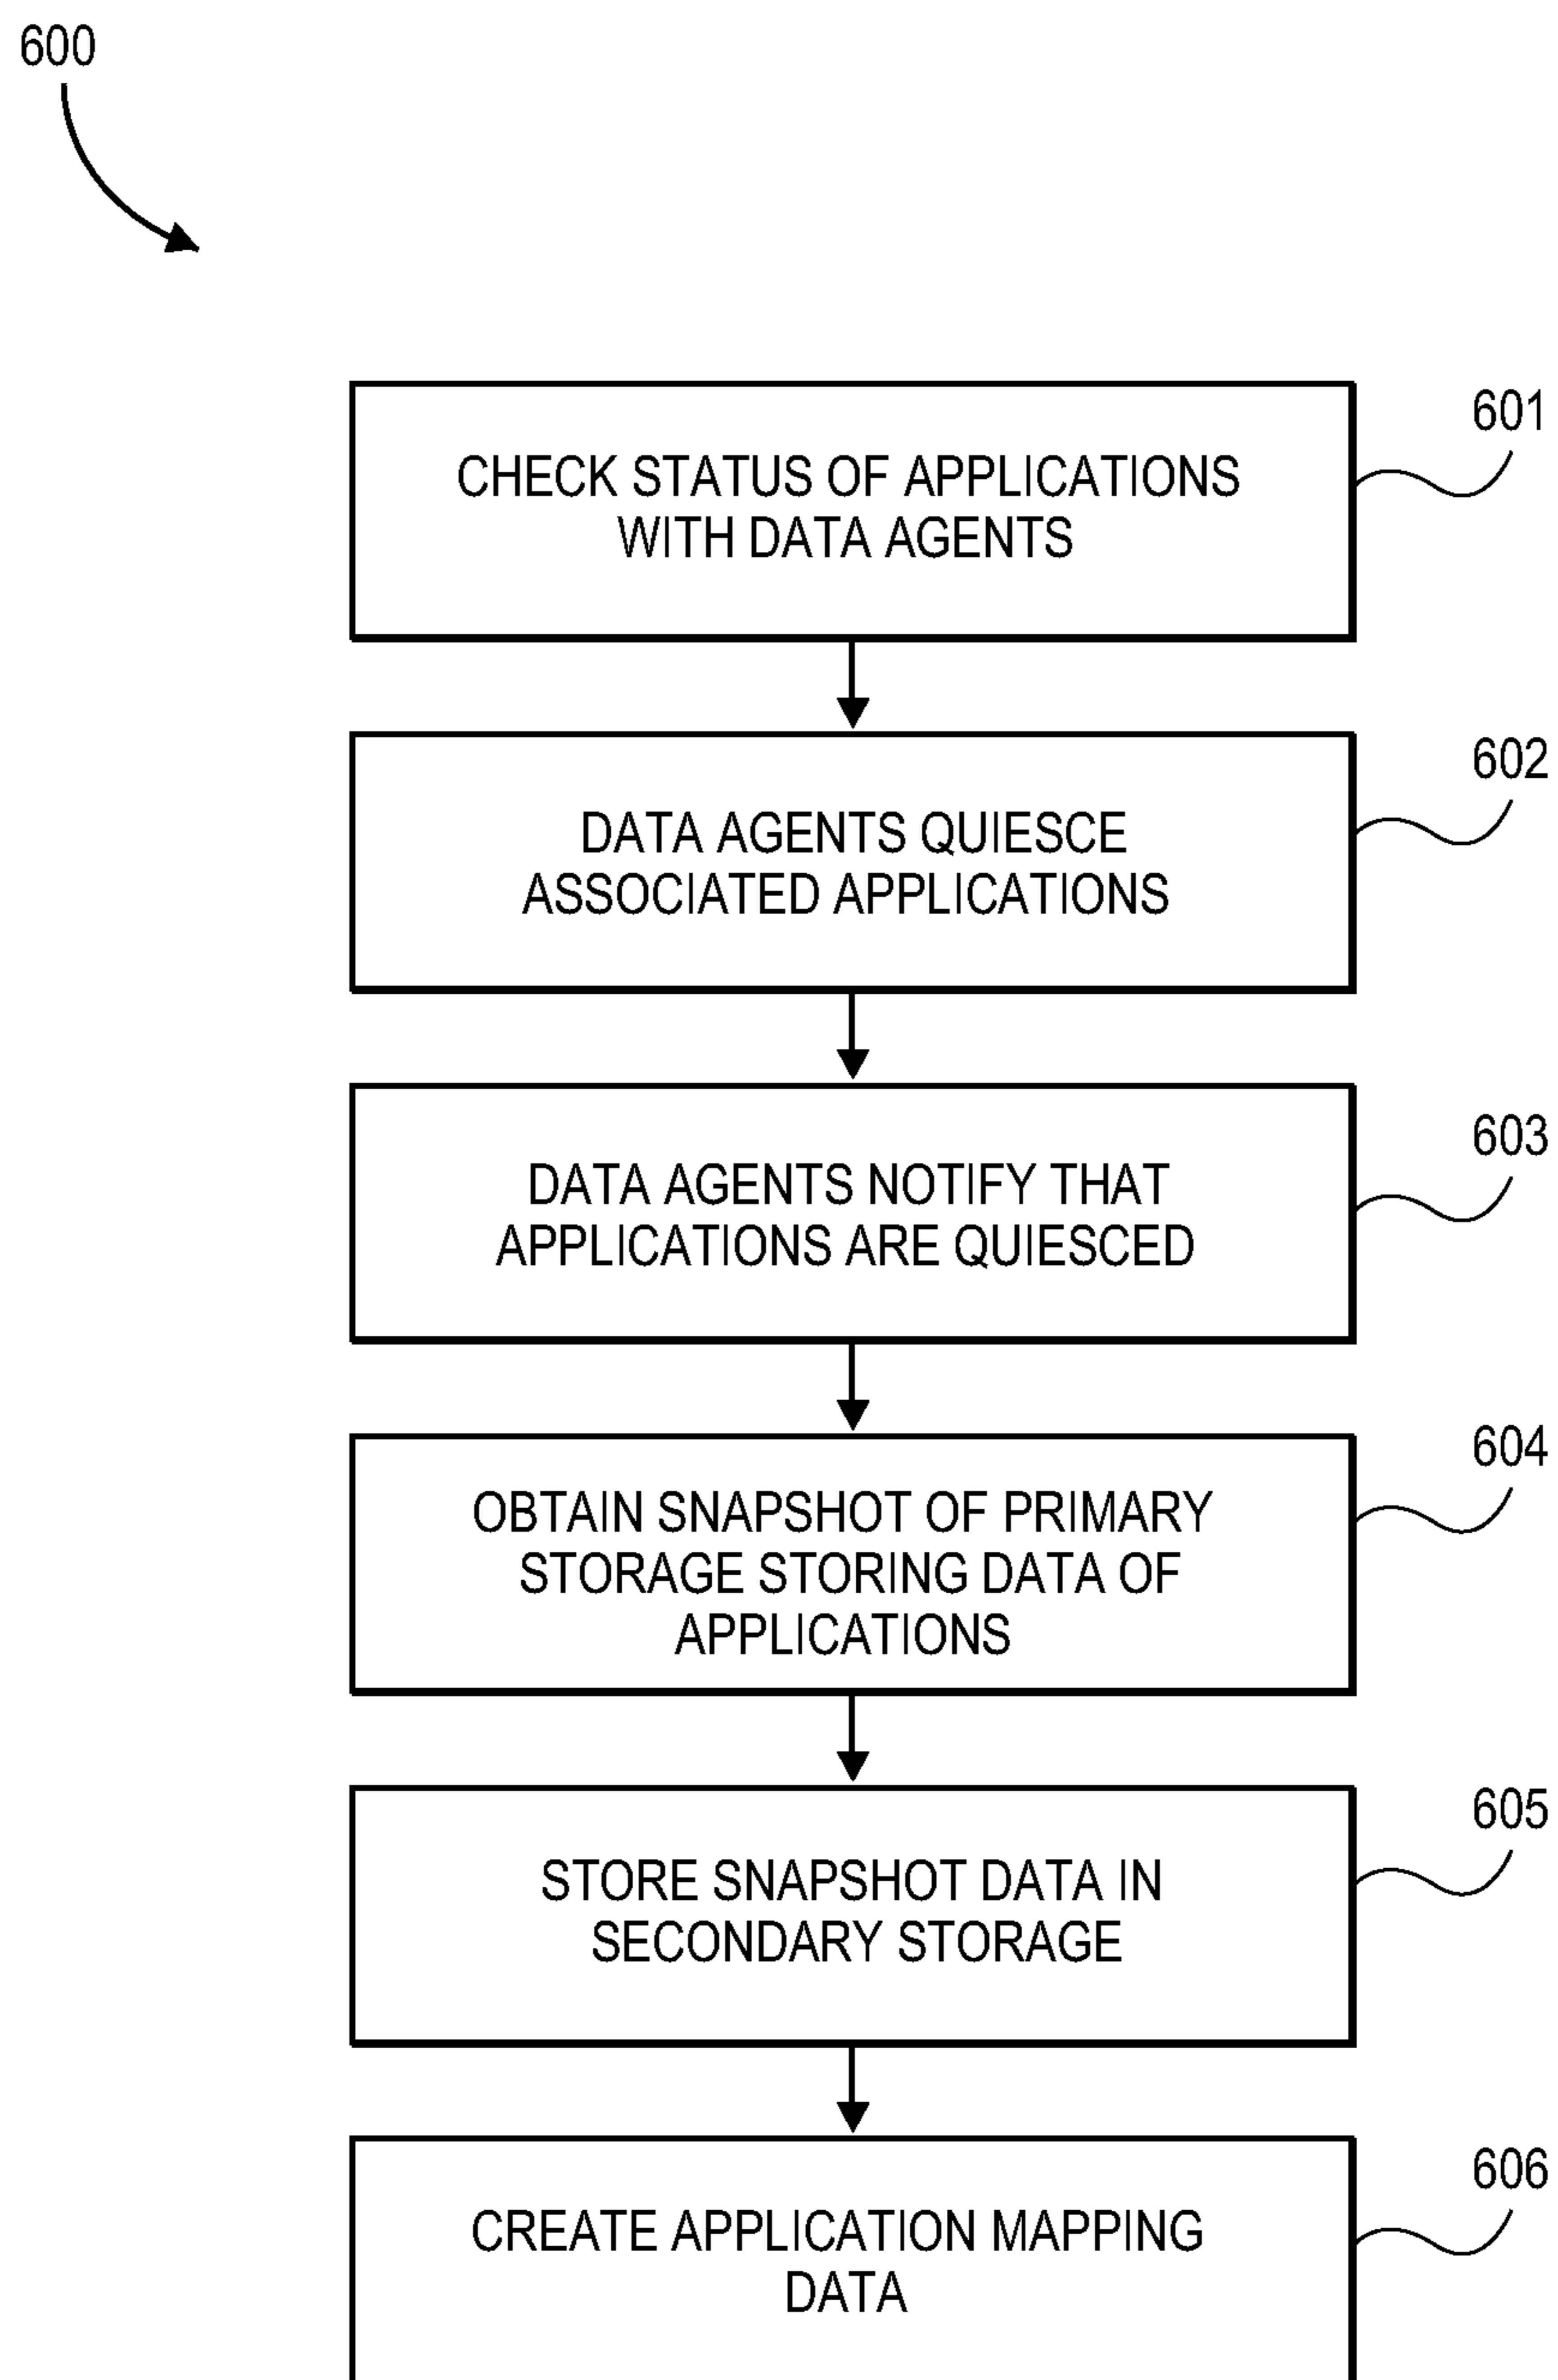 600
CHECK STATUS OF APPLICATIONS
WITH DATA AGENTS
601
DATA AGENTS QUIESCE
ASSOCIATED APPLICATIONS
602
DATA AGENTS NOTIFY THAT
APPLICATIONS ARE QUIESCED
603
OBTAIN SNAPSHOT OF PRIMARY
STORAGE STORING DATA OF
APPLICATIONS
604
STORE SNAPSHOT DATA IN
SECONDARY STORAGE
605
CREATE APPLICATION MAPPING
DATA
606